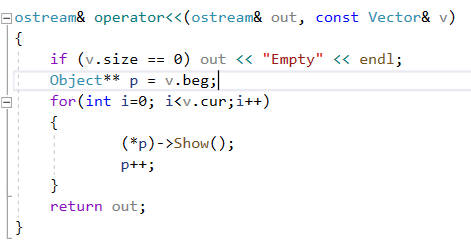 ostream& operator<<(ostream& out, const Vector& v)
{
    if (v.size == 0) out << "Empty" << endl;
    Object** p = v.beg;
    for(int i=0; i<v.cur;i++)
    {
            (*p)->Show();
            p++;
    }
    return out;
}